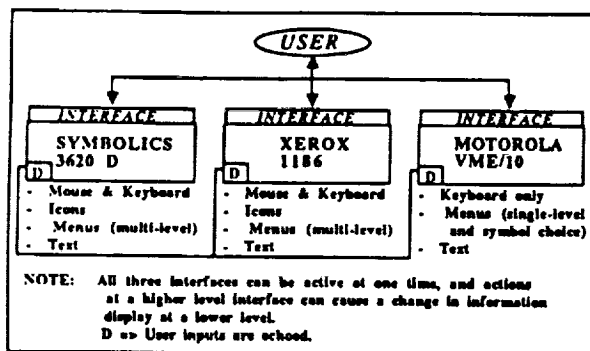 USER
INTERFACE
SYMBOLICS
3620 D
D
- Mouse & Keyboard
- Icons
- Menus (multi-level)
- Text
INTERFACE
XEROX
1186
D
- Mouse & Keyboard
- Icons
- Menus (multi-level)
- Text
INTERFACE
MOTOROLA
VME/10
D
- Keyboard only
- Menus (single-level
and symbol choice)
- Text
NOTE: All three interfaces can be active at one time, and actions
at a higher level interface can cause a change in information
display at a lower level.
D => User inputs are echoed.